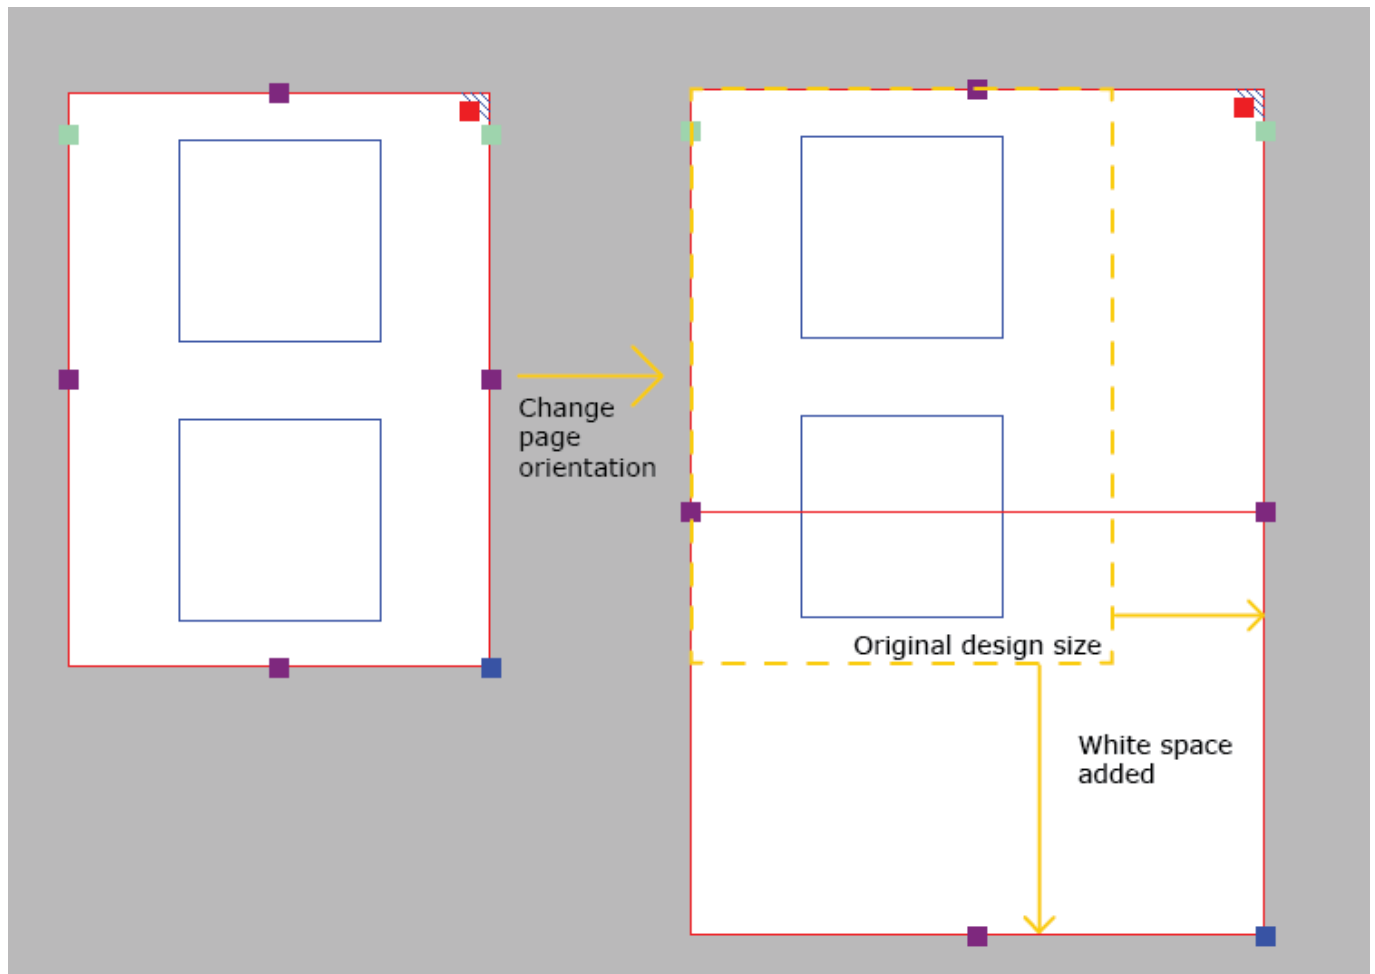 Change
page
orientation
Original design size
White space
added